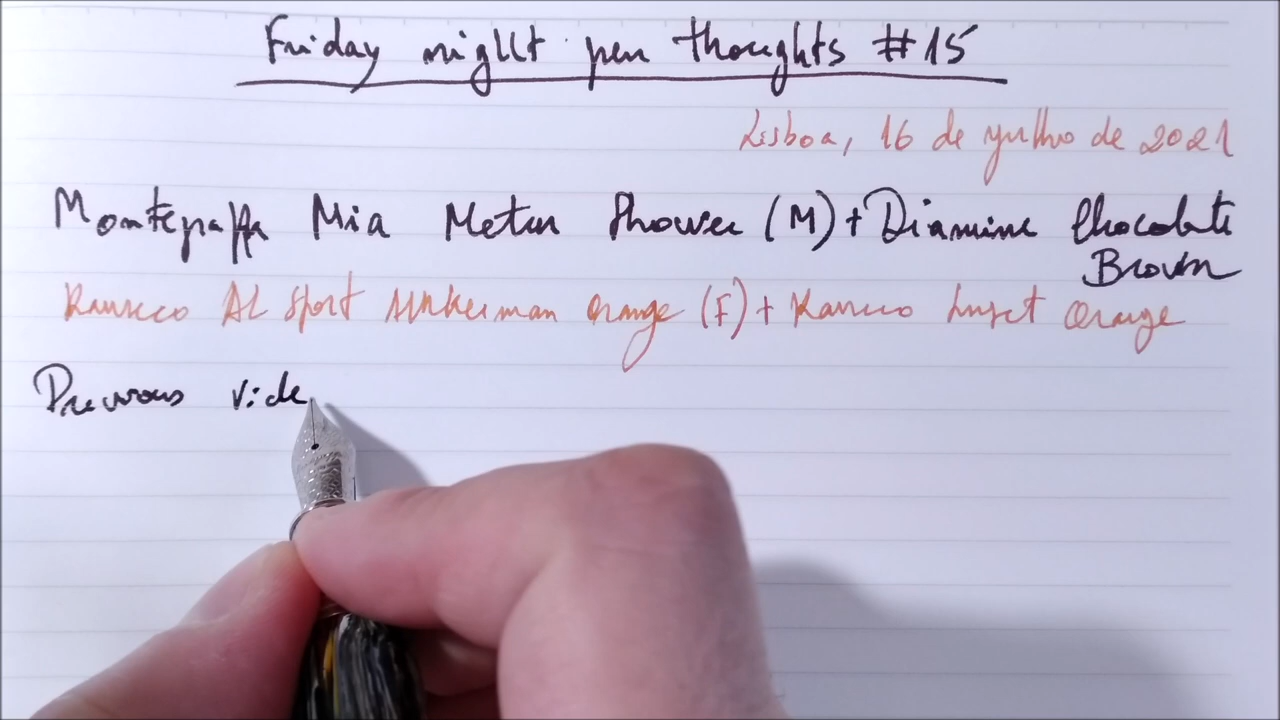 Friday night pen thoughts #15
Lisboa, 16 de julho de 2021
Montegrappa Mia Meteor Shower (M) + Diamine Chocolate
Brown
Kaweco AL Sport Orange (F) + Kaweco Sunset Orange
Previous vide